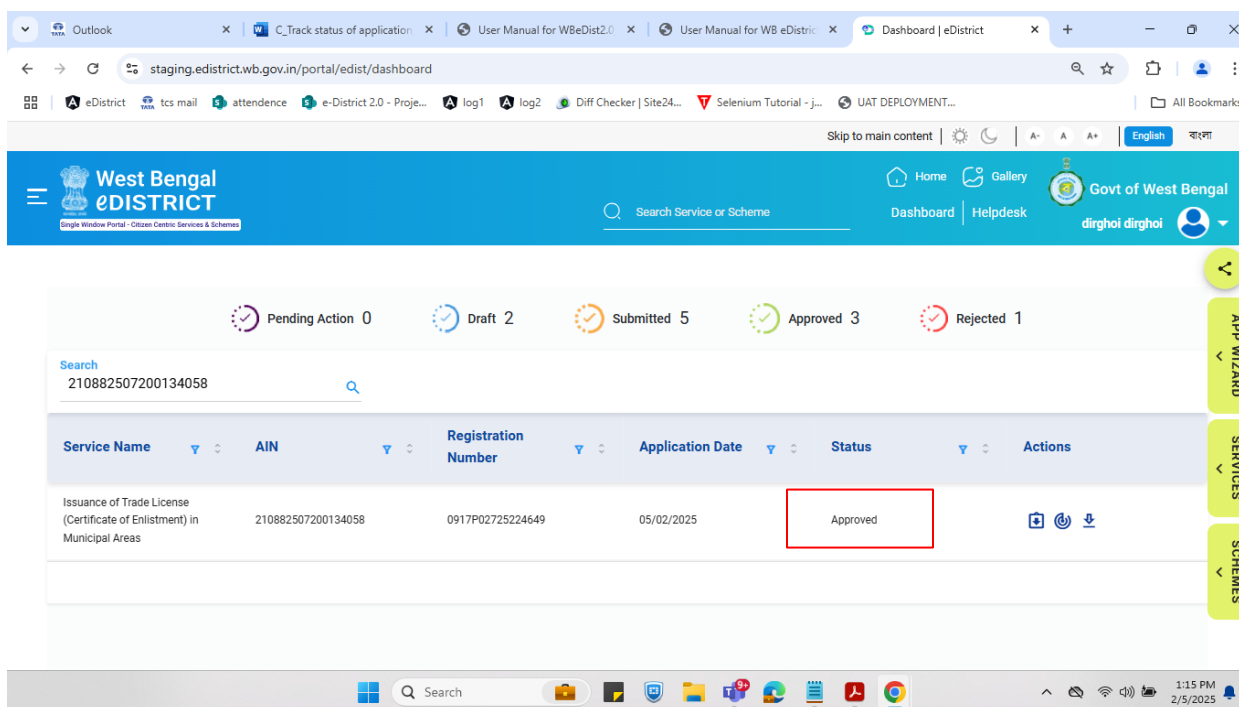 Outlook
C_Track status of application
User Manual for WBeDist2.0
User Manual for WB eDistric
Dashboard | eDistrict
staging.edistrict.wb.gov.in/portal/edist/dashboard
eDistrict
tcs mail
attendence
e-District 2.0 - Proje...
log1
log2
Diff Checker | Site24...
Selenium Tutorial - j...
UAT DEPLOYMENT...
All Bookmarks
Skip to main content
A-
A
A+
English
বাংলা
West Bengal
eDISTRICT
Single Window Portal - Citizen Centric Services & Schemes
Search Service or Scheme
Home
Gallery
Dashboard
Helpdesk
Govt of West Bengal
dirghoi dirghoi
Pending Action 0
Draft 2
Submitted 5
Approved 3
Rejected 1
Search
210882507200134058
Service Name
AIN
Registration
Number
Application Date
Status
Actions
Issuance of Trade License
(Certificate of Enlistment) in
Municipal Areas
210882507200134058
0917P02725224649
05/02/2025
Approved
APP WIZARD
SERVICES
SCHEMES
Search
9+
1:15 PM
2/5/2025